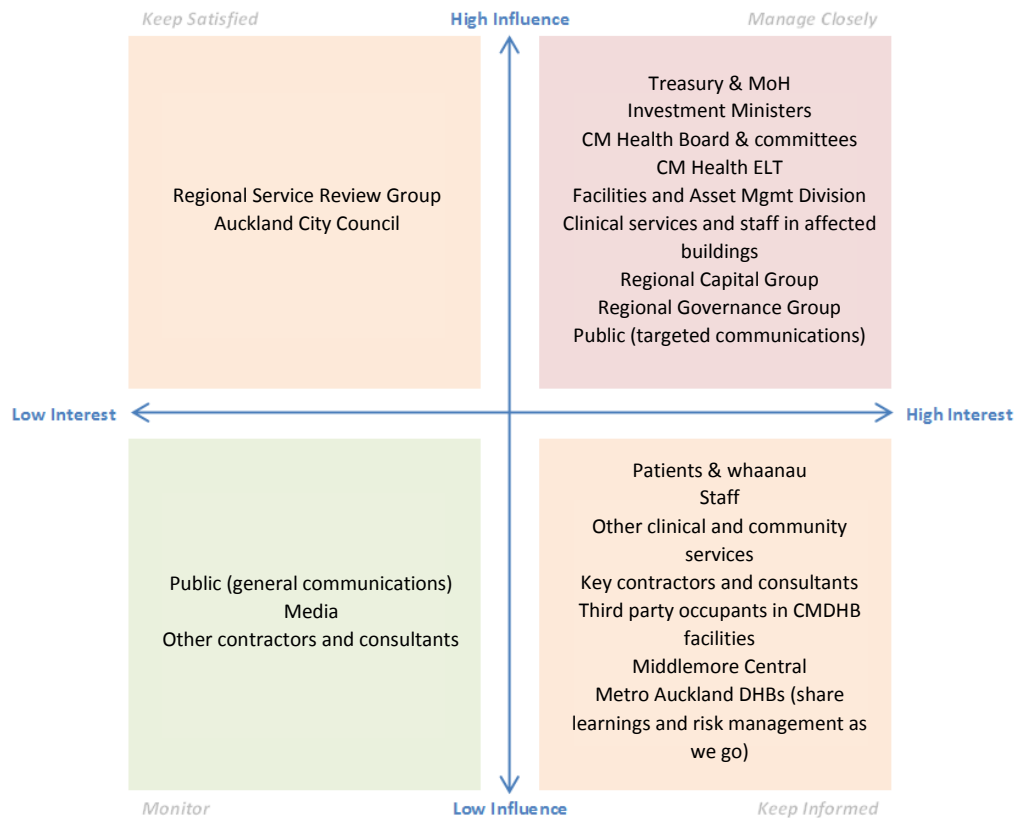 Keep Satisfied
High Influence
Manage Closely
Treasury & MoH
Investment Ministers
CM Health Board & committees
CM Health ELT
Facilities and Asset Mgmt Division
Clinical services and staff in affected
buildings
Regional Capital Group
Regional Governance Group
Public (targeted communications)
Regional Service Review Group
Auckland City Council
Low Interest
High Interest
Public (general communications)
Media
Other contractors and consultants
Patients & whaanau
Staff
Other clinical and community
services
Key contractors and consultants
Third party occupants in CMDHB
facilities
Middlemore Central
Metro Auckland DHBs (share
learnings and risk management as
we go)
Monitor
Low Influence
Keep Informed